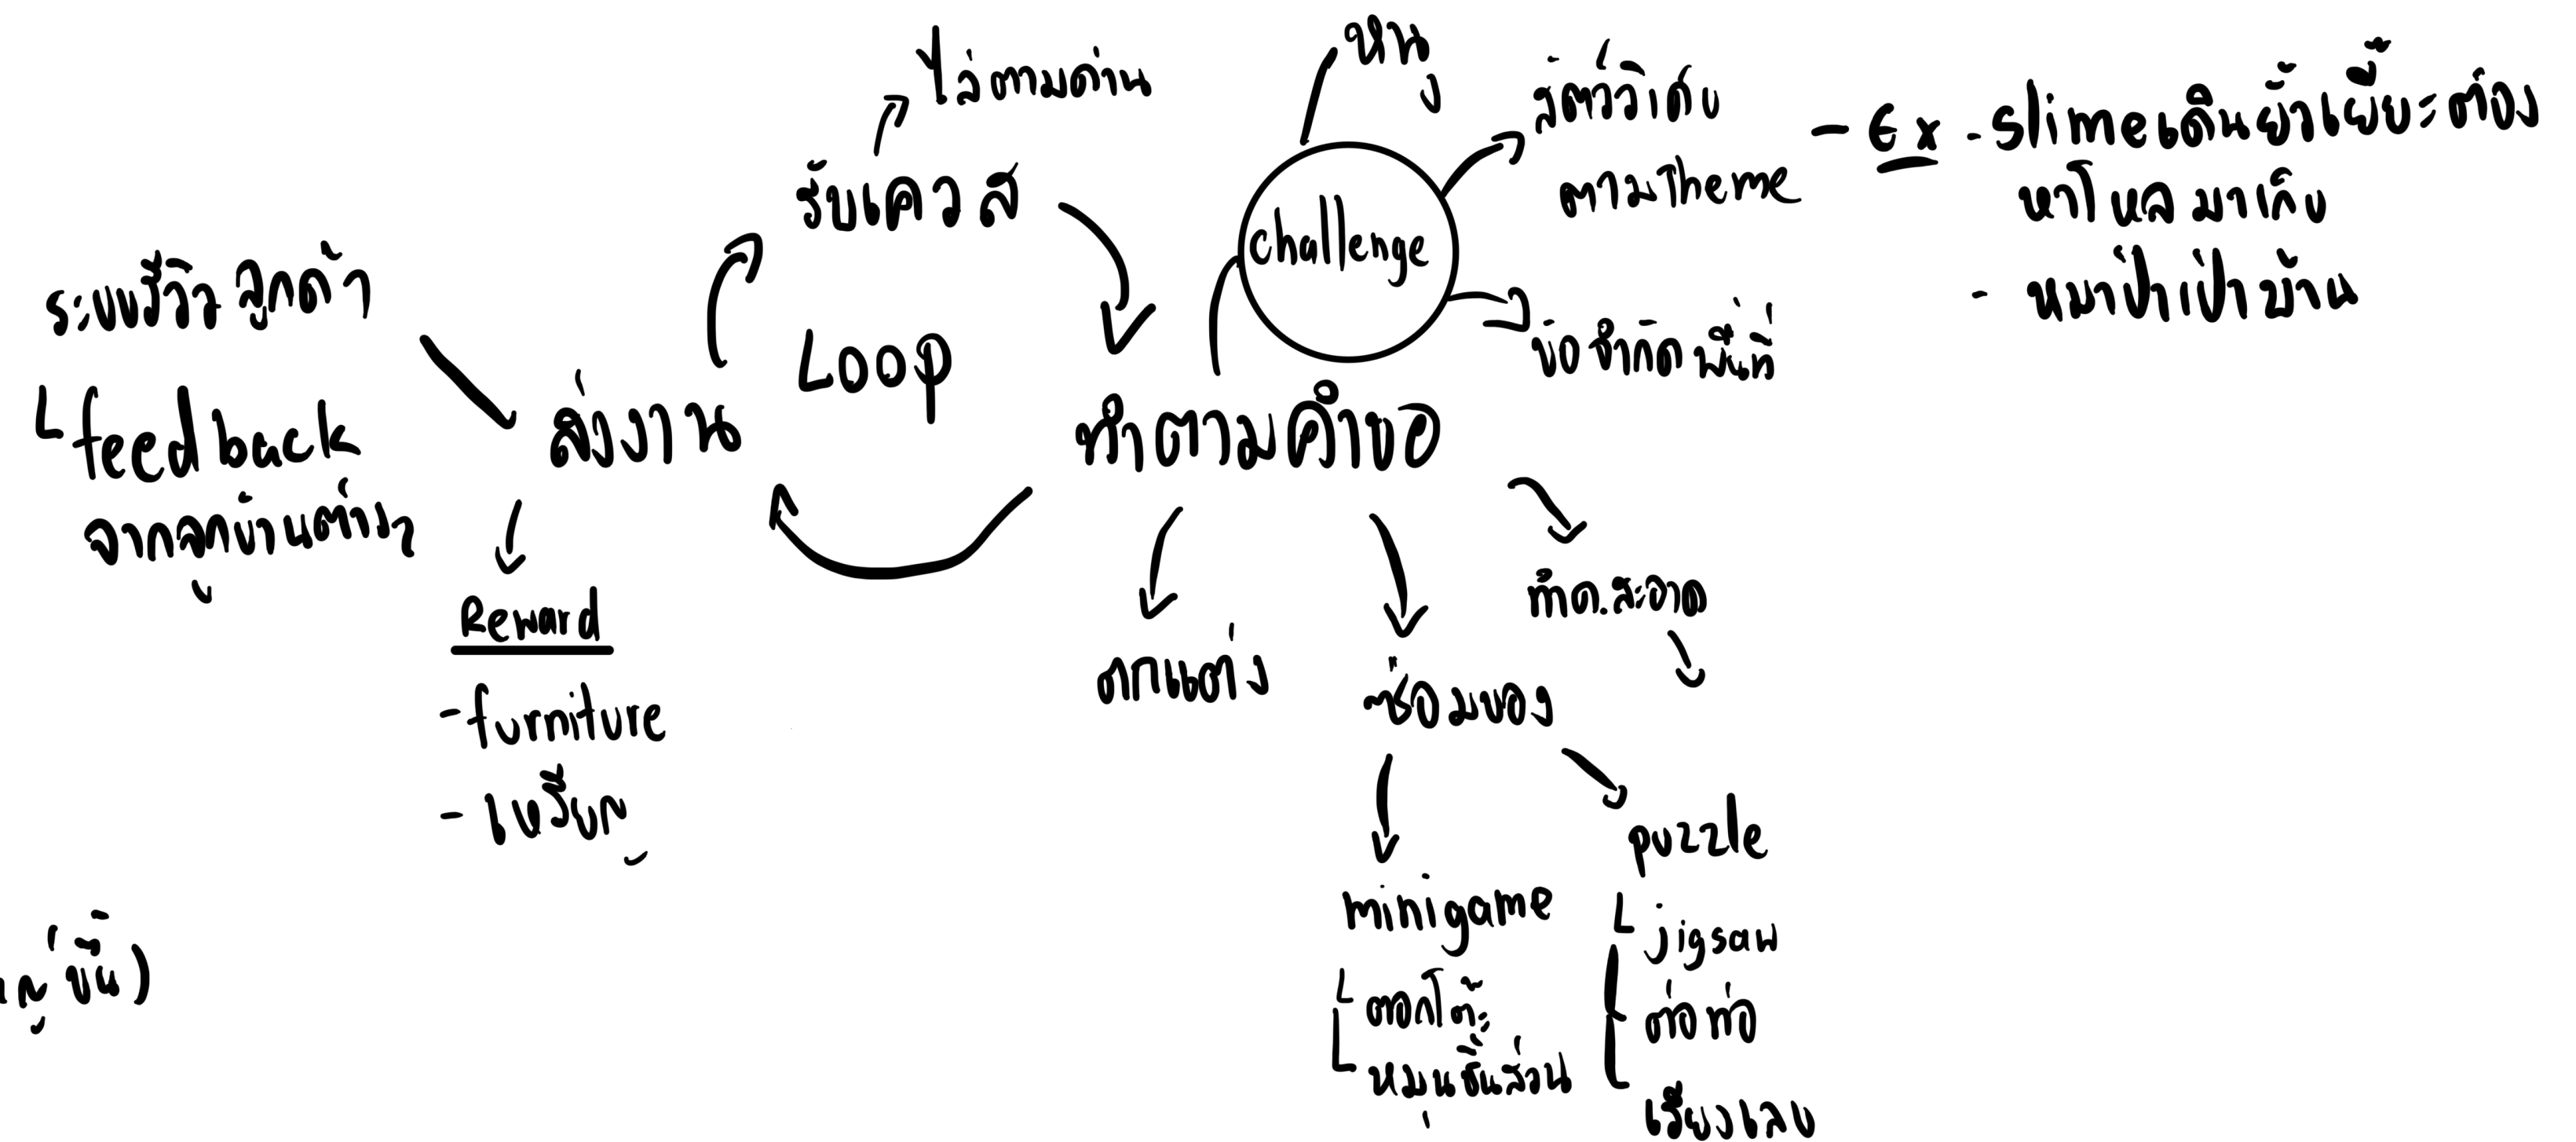 หนู
ไล่ตามด่าน
สัตว์วิเศษ
ตามTheme
- Ex - slimeเดินยั้วเยี้ยะต้อง
หาโหลมาเก็บ
- หมาป่าเป่าบ้าน
รับเควส
challenge
ข้อจำกัดพื้นที่
ระบบรีวิวลูกค้า
feedback
จากลูกบ้านต่างๆ
Loop
ส่งงาน
ทำตามคำขอ
Reward
- furniture
- เหรียญ
ตกแต่ง
ซ่อมของ
ทำค.สะอาด
minigame
ตอกโต๊ะ
หมุนชิ้นส่วน
puzzle
jigsaw
ต่อท่อ
เรียงเลข
ขึ้น)